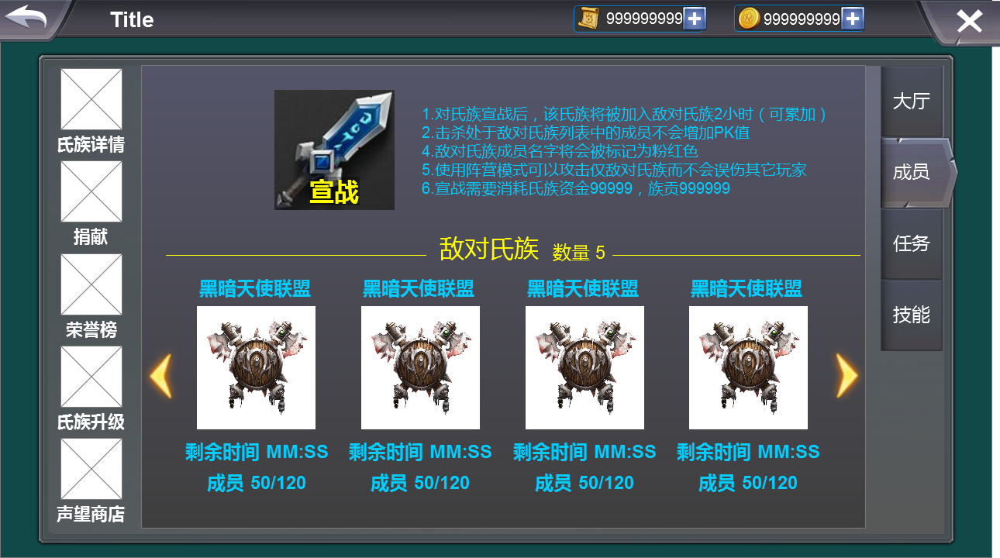 Title
999999999
999999999
氏族详情
捐献
荣誉榜
氏族升级
声望商店
宣战
1.对氏族宣战后，该氏族将被加入敌对氏族2小时（可累加）
2.击杀处于敌对氏族列表中的成员不会增加PK值
4.敌对氏族成员名字将会被标记为粉红色
5.使用阵营模式可以攻击仅敌对氏族而不会误伤其它玩家
6.宣战需要消耗氏族资金99999，族贡999999
敌对氏族 数量 5
黑暗天使联盟 黑暗天使联盟 黑暗天使联盟 黑暗天使联盟
剩余时间 MM:SS 剩余时间 MM:SS 剩余时间 MM:SS 剩余时间 MM:SS
成员 50/120 成员 50/120 成员 50/120 成员 50/120
大厅
成员
任务
技能